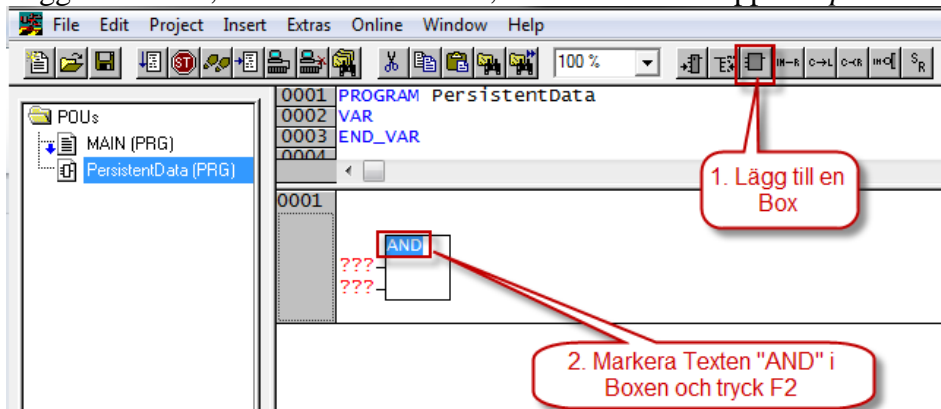 File Edit Project Insert Extras Online Window Help
100 %
POUs
MAIN (PRG)
PersistentData (PRG)
0001 PROGRAM PersistentData
0002 VAR
0003 END_VAR
0004
1. Lägg till en
Box
0001
AND
???
???
2. Markera Texten "AND" i
Boxen och tryck F2